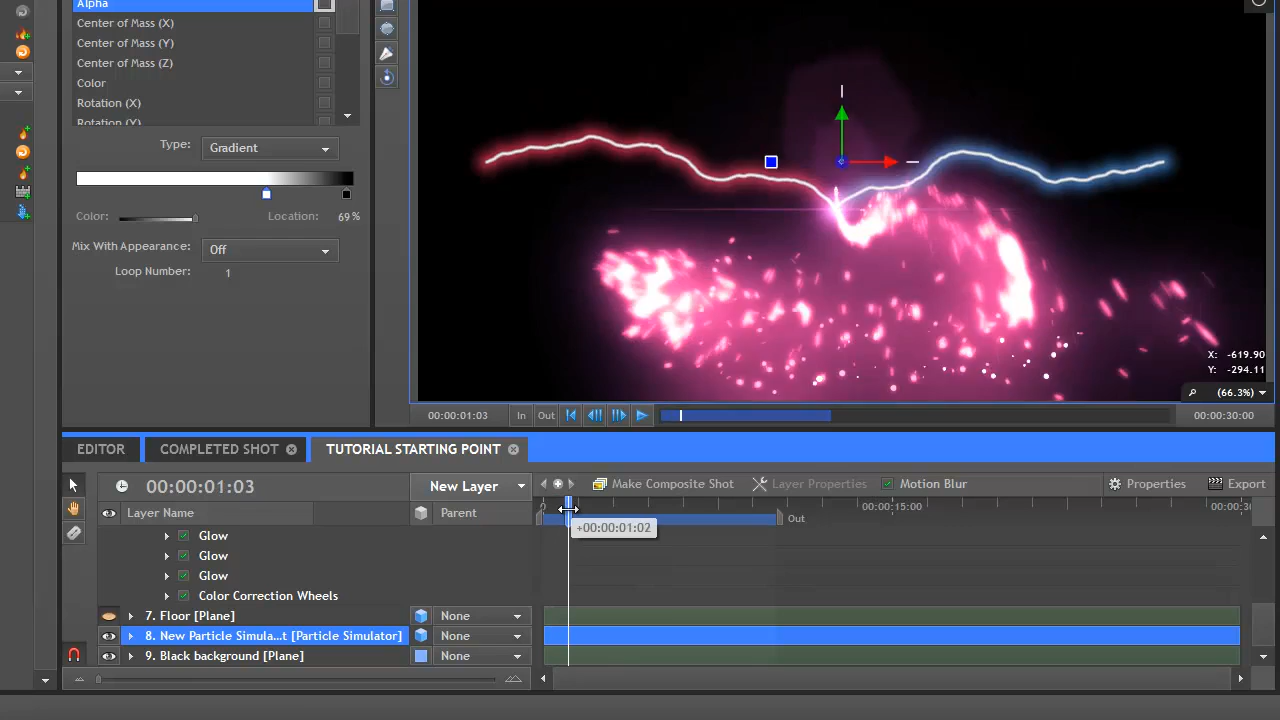 Alpha
Center of Mass (X)
Center of Mass (Y)
Center of Mass (Z)
Color
Rotation (X)
Rotation (Y)
Type: Gradient
Color: Location: 69 %
Mix With Appearance: Off
Loop Number: 1
X: -619.90
Y: -294.11
(66.3%)
00:00:01:03 In Out 00:00:30:00
EDITOR COMPLETED SHOT TUTORIAL STARTING POINT
00:00:01:03 New Layer Make Composite Shot Layer Properties Motion Blur Properties Export
Layer Name Parent 0 00:00:15:00 00:00:30
Out
+00:00:01:02
Glow
Glow
Glow
Color Correction Wheels
7. Floor [Plane] None
8. New Particle Simula...t [Particle Simulator] None
9. Black background [Plane] None